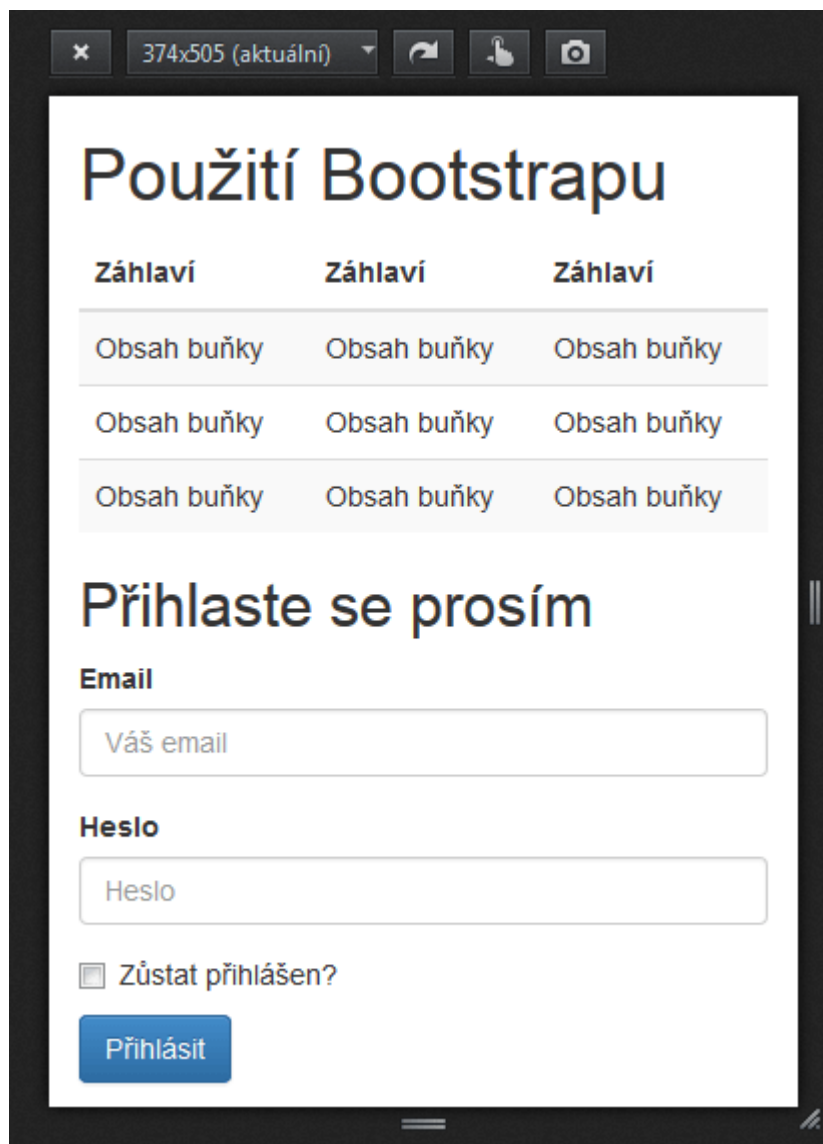 374x505 (aktuální)
Použití Bootstrapu
Záhlaví Záhlaví Záhlaví
Obsah buňky Obsah buňky Obsah buňky
Obsah buňky Obsah buňky Obsah buňky
Obsah buňky Obsah buňky Obsah buňky
Přihlaste se prosím
Email
Váš email
Heslo
Heslo
Zůstat přihlášen?
Přihlásit